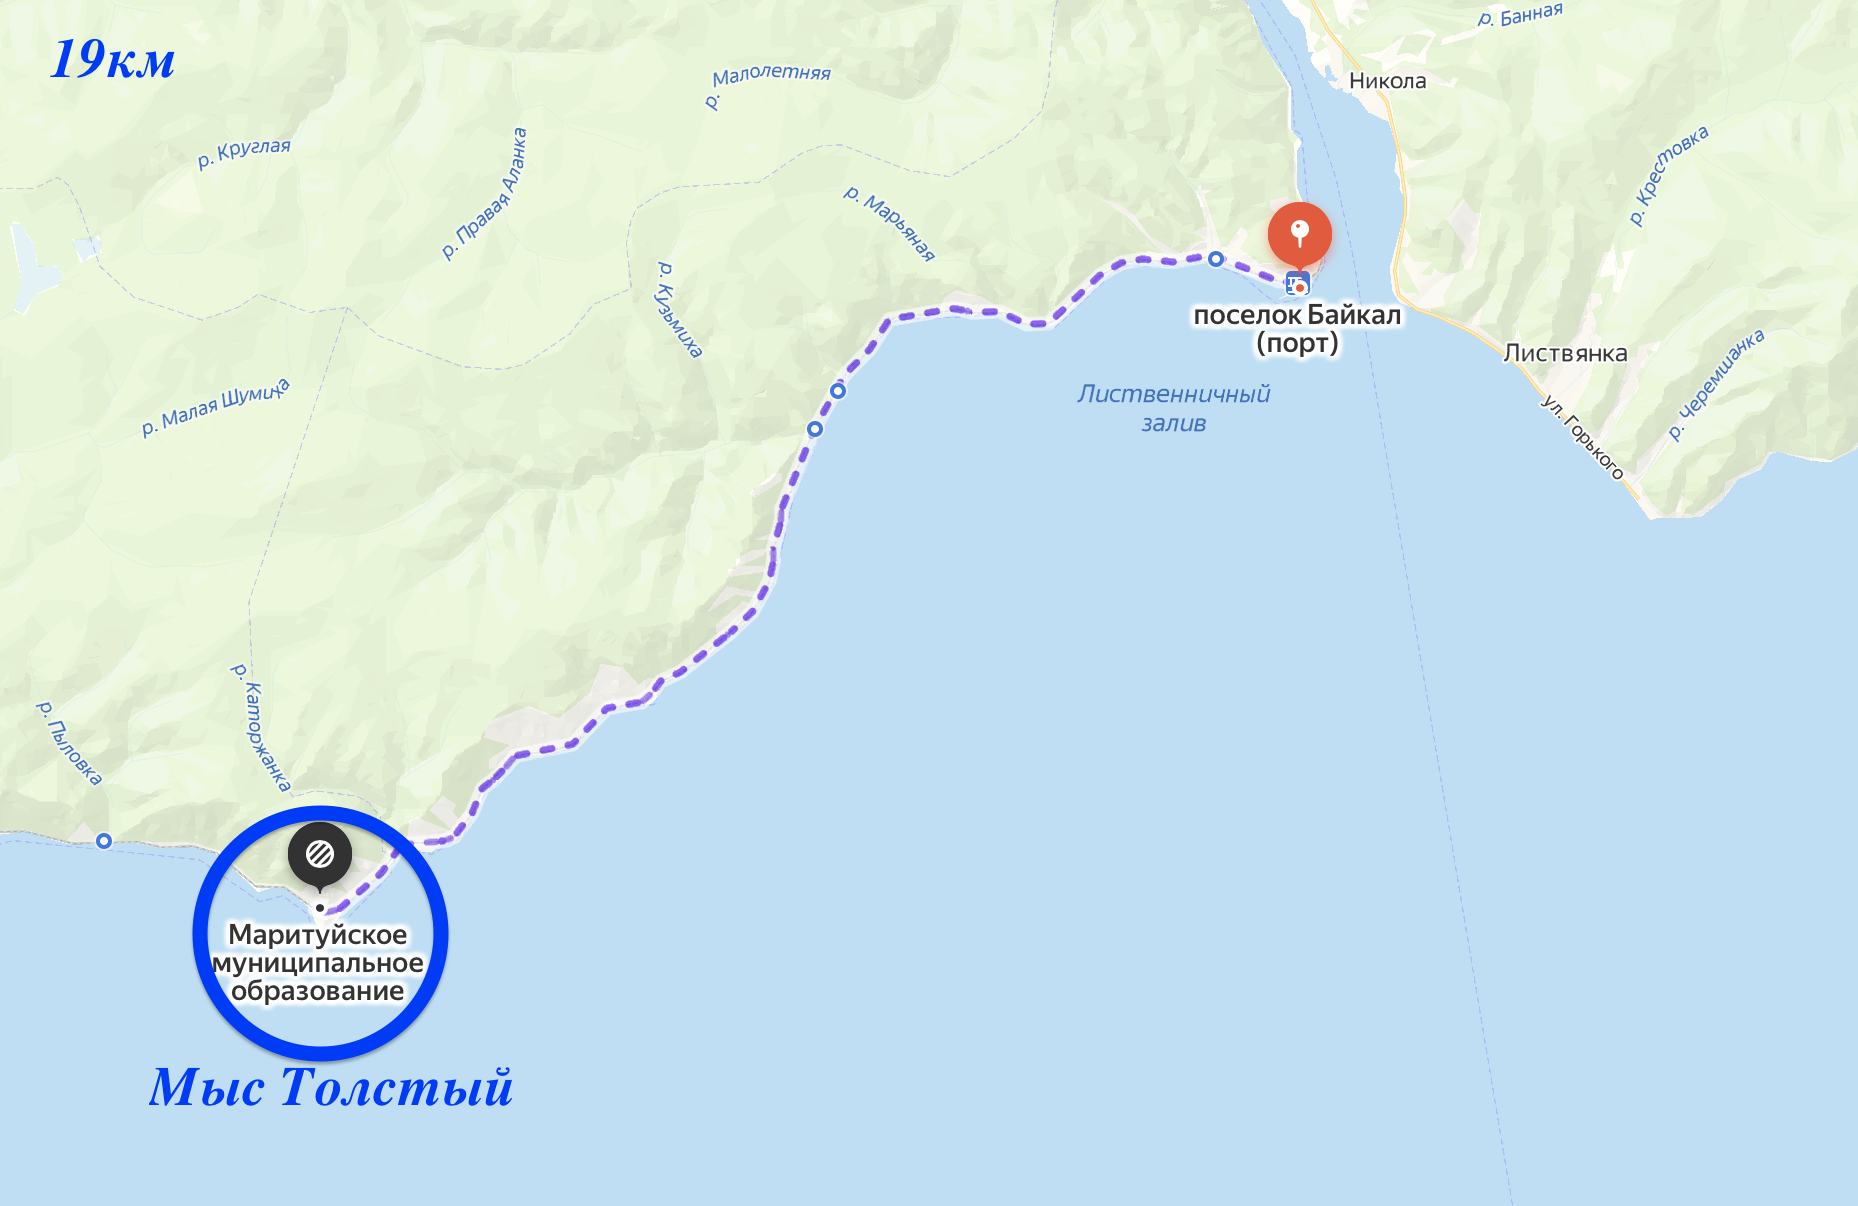 19км
р. Банная
Никола
р. Малолетняя
р. Круглая
р. Правая Аланка
р. Крестовка
р. Марьяная
р. Кузьмиха
поселок Байкал
(порт)
Листвянка
р. Черемшанка
р. Малая Шумиха
Лиственничный
залив
ул. Горького
р. Каторжанка
р. Пыловка
Маритуйское
муниципальное
образование
Мыс Толстый